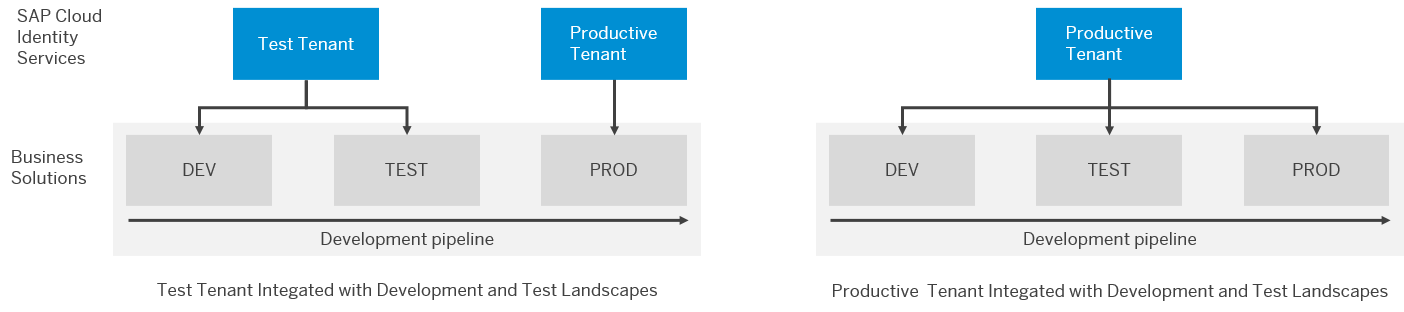 SAP Cloud
Identity
Services
Test Tenant
Productive
Tenant
Productive
Tenant
Business
Solutions
DEV
TEST
PROD
DEV
TEST
PROD
Development pipeline
Development pipeline
Test Tenant Integated with Development and Test Landscapes
Productive  Tenant Integated with Development and Test Landscapes